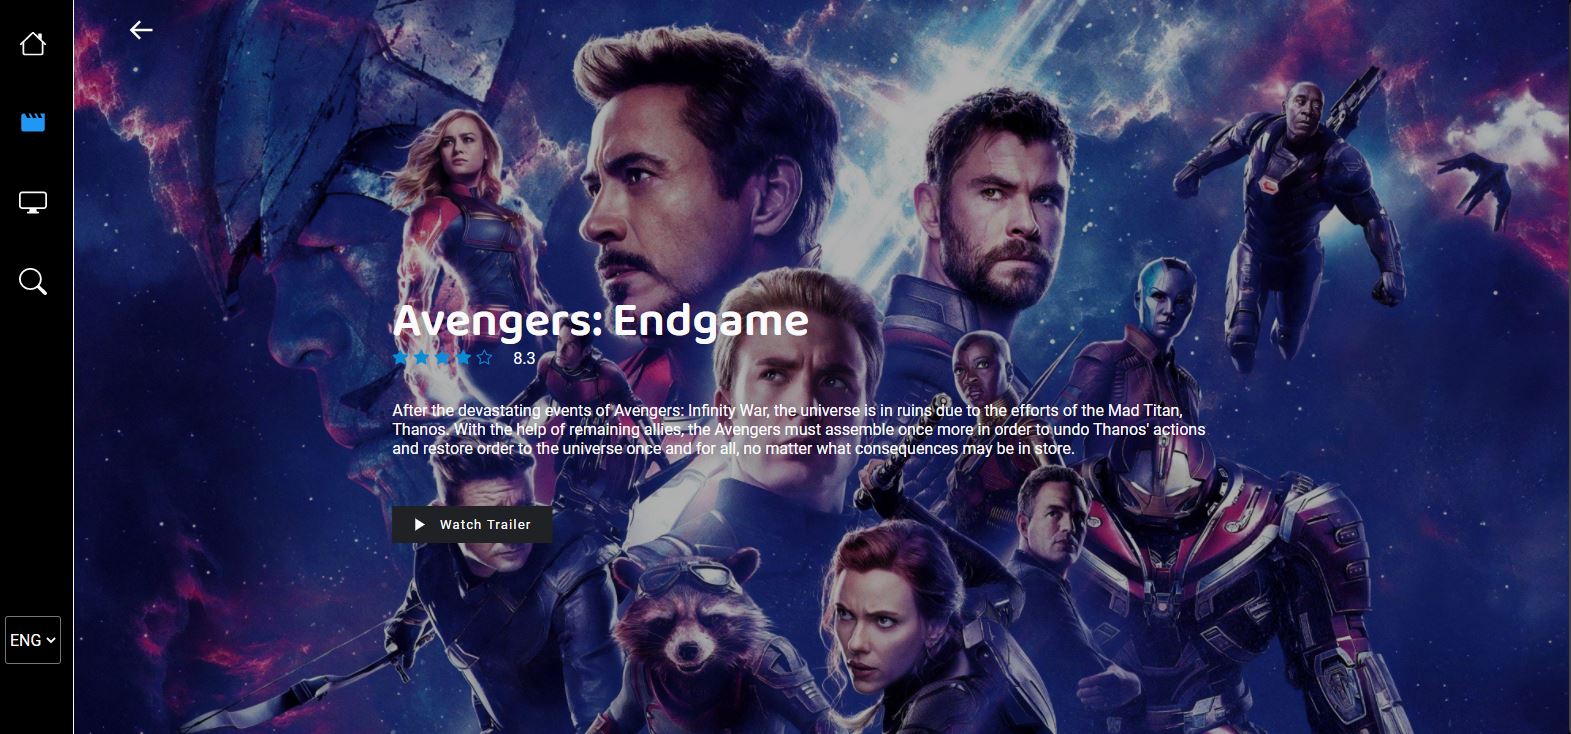 Avengers: Endgame
8.3
After the devastating events of Avengers: Infinity War, the universe is in ruins due to the efforts of the Mad Titan,
Thanos. With the help of remaining allies, the Avengers must assemble once more in order to undo Thanos' actions
and restore order to the universe once and for all, no matter what consequences may be in store.
Watch Trailer
ENG